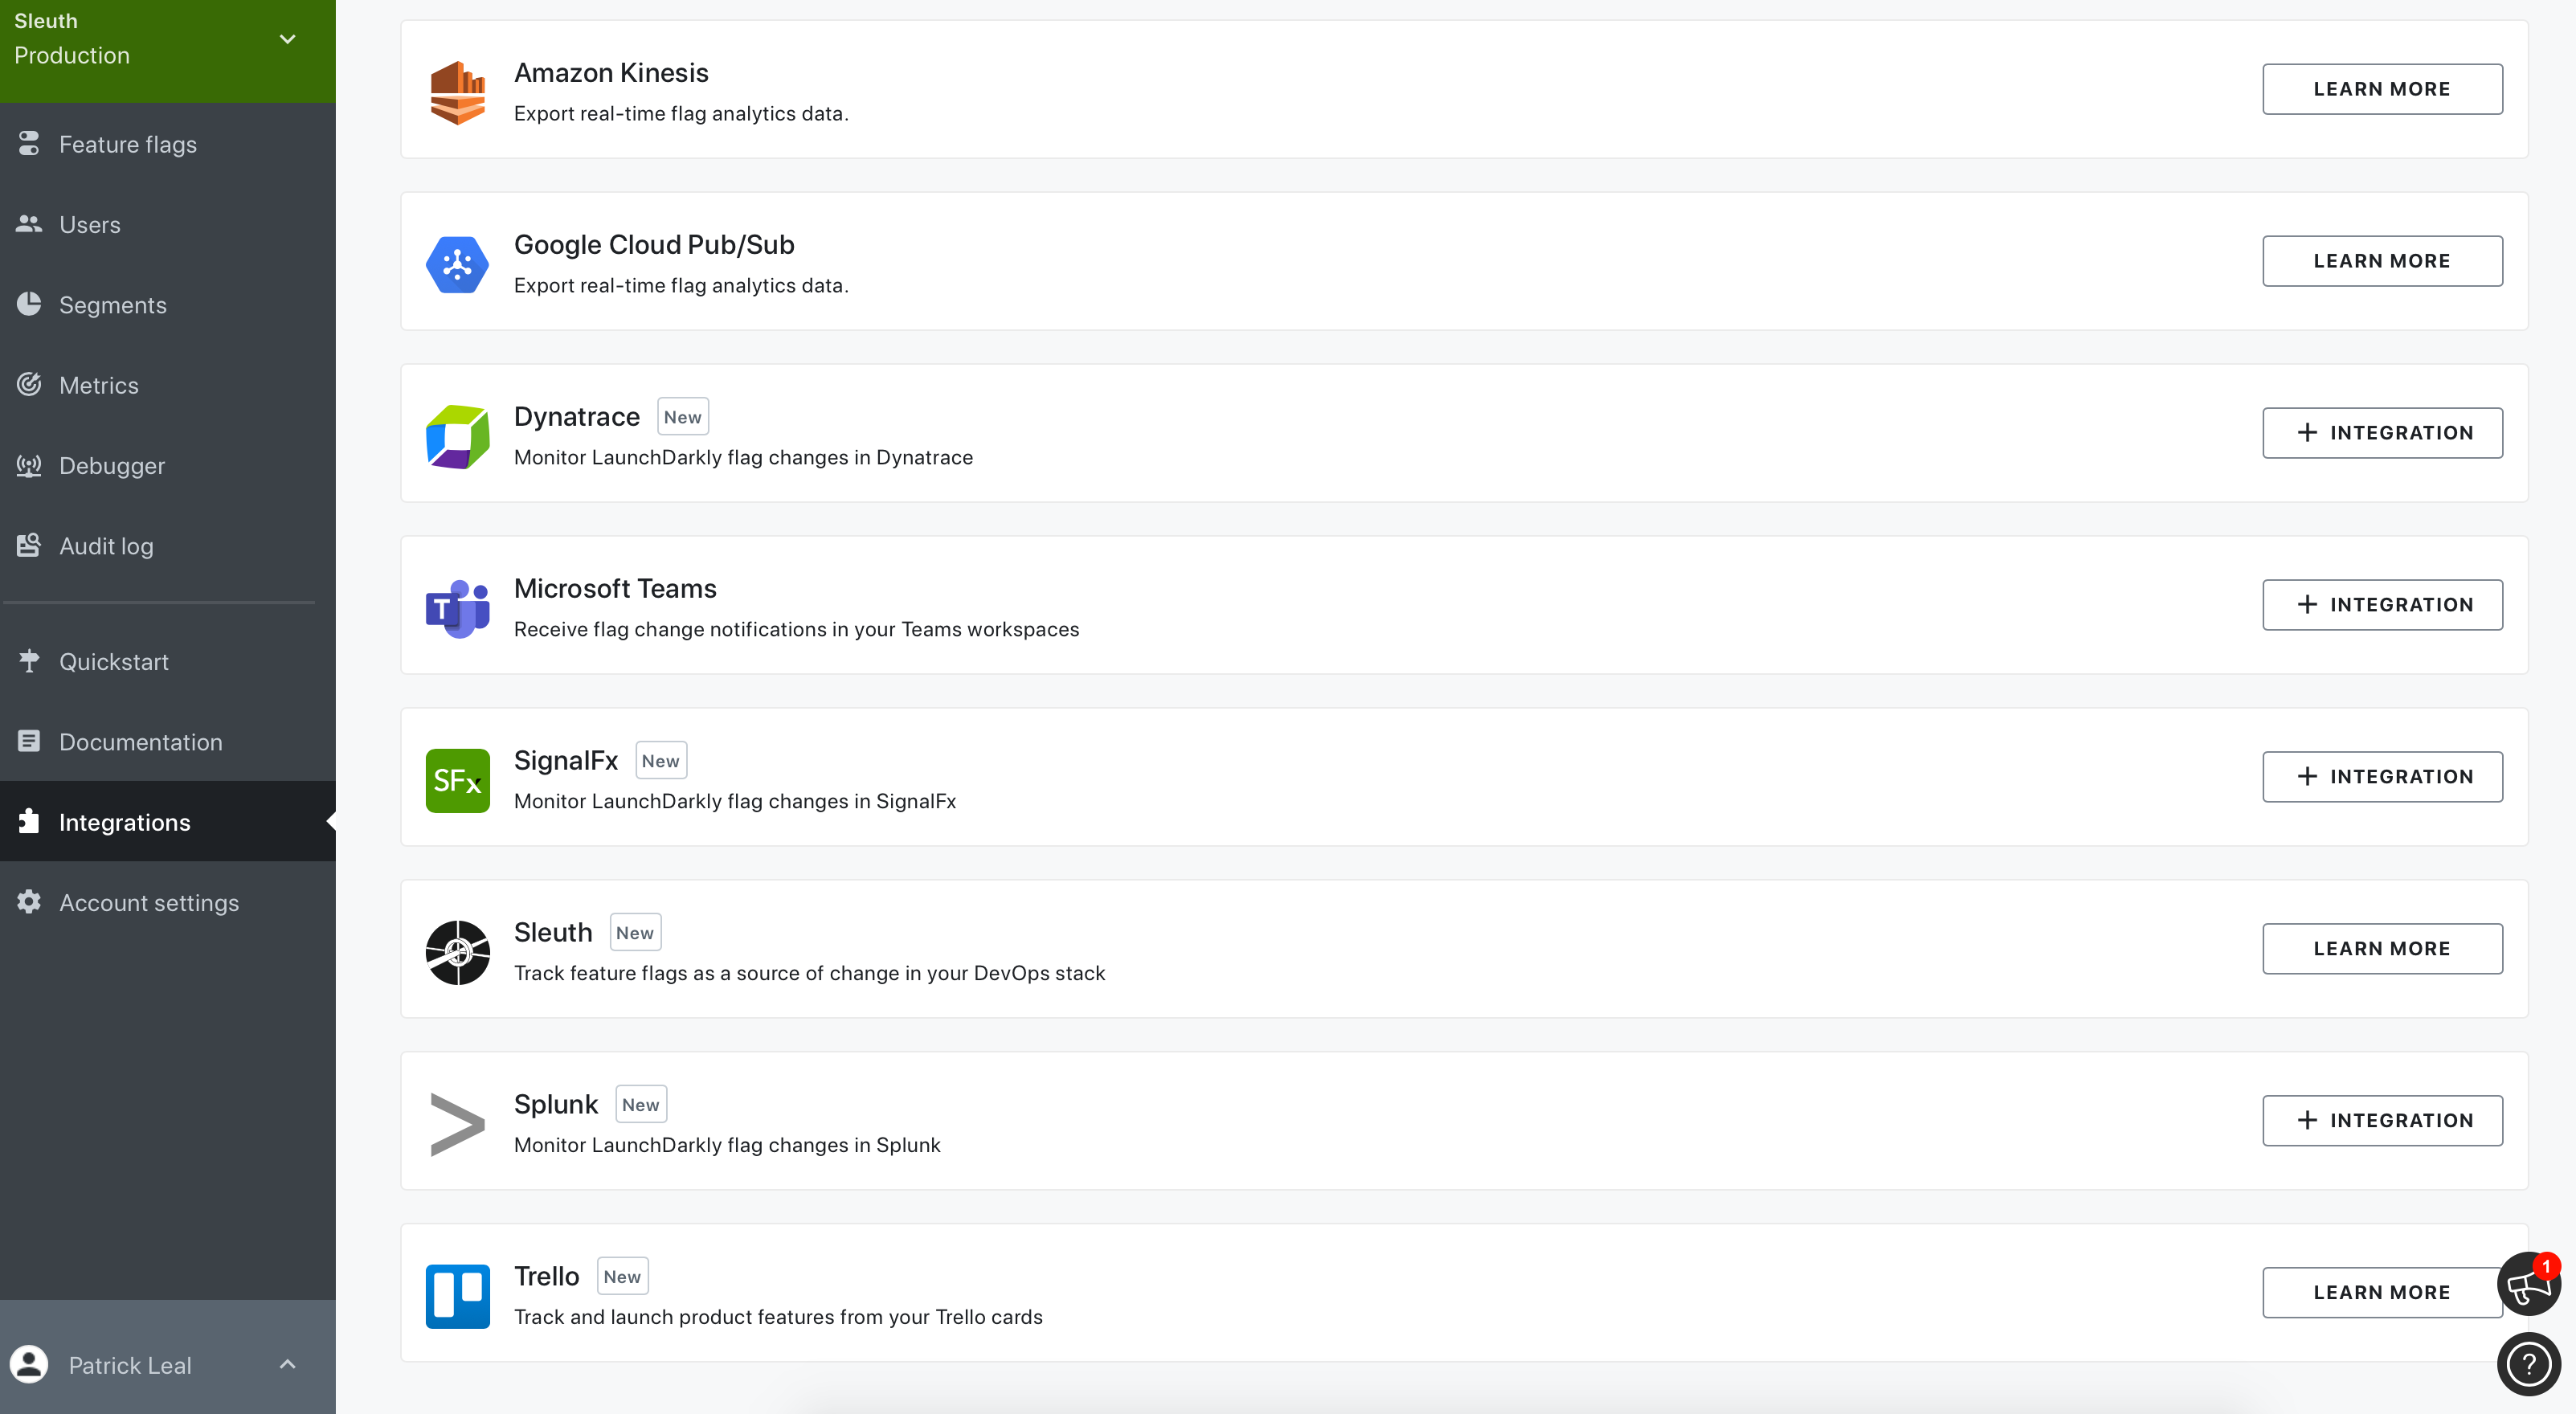 Sleuth
Production
Feature flags
Users
Segments
Metrics
Debugger
Audit log
Quickstart
Documentation
Integrations
Account settings
Patrick Leal
Amazon Kinesis
Export real-time flag analytics data.
LEARN MORE
Google Cloud Pub/Sub
Export real-time flag analytics data.
LEARN MORE
Dynatrace New
Monitor LaunchDarkly flag changes in Dynatrace
+ INTEGRATION
T
Microsoft Teams
Receive flag change notifications in your Teams workspaces
+ INTEGRATION
SFx
SignalFx New
Monitor LaunchDarkly flag changes in SignalFx
+ INTEGRATION
Sleuth New
Track feature flags as a source of change in your DevOps stack
LEARN MORE
Splunk New
Monitor LaunchDarkly flag changes in Splunk
+ INTEGRATION
Trello New
Track and launch product features from your Trello cards
LEARN MORE
1
?